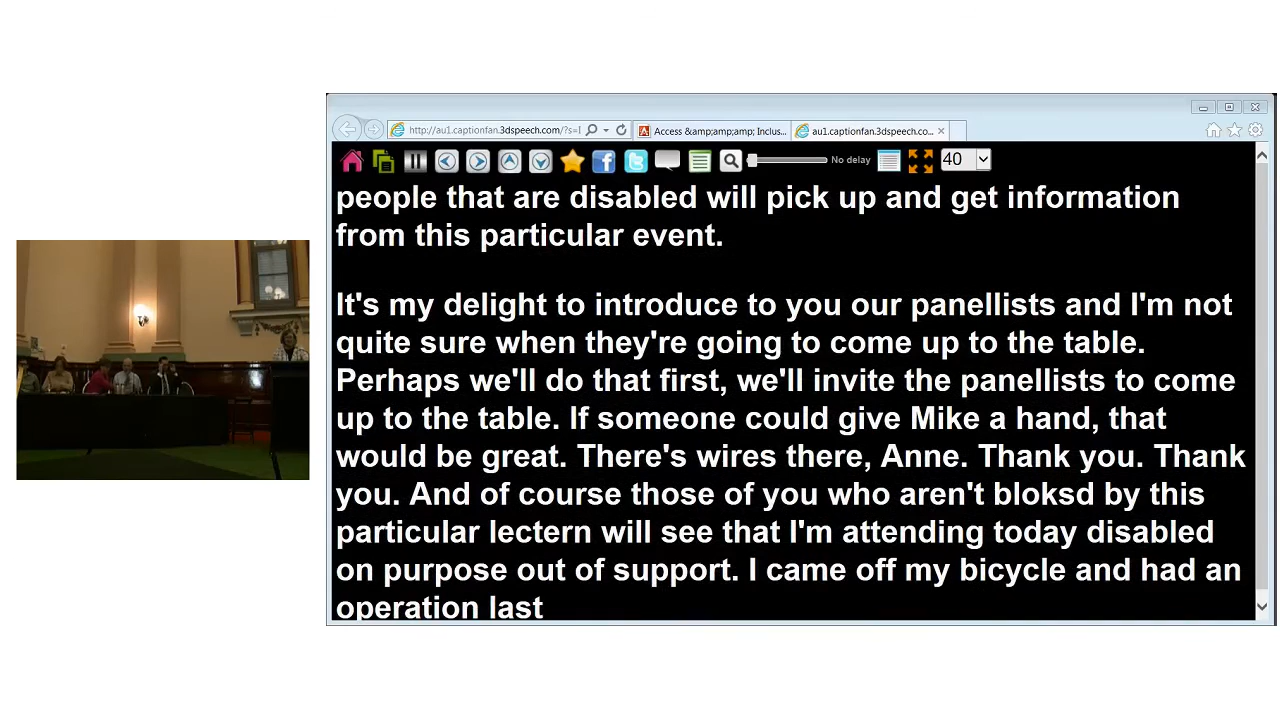 http://au1.captionfan.3dspeech.com/?s=I
Access &amp;amp;amp; Inclus...
au1.captionfan.3dspeech.co...
No delay
40
people that are disabled will pick up and get information
from this particular event.
It's my delight to introduce to you our panellists and I'm not
quite sure when they're going to come up to the table.
Perhaps we'll do that first, we'll invite the panellists to come
up to the table. If someone could give Mike a hand, that
would be great. There's wires there, Anne. Thank you. Thank
you. And of course those of you who aren't bloksd by this
particular lectern will see that I'm attending today disabled
on purpose out of support. I came off my bicycle and had an
operation last